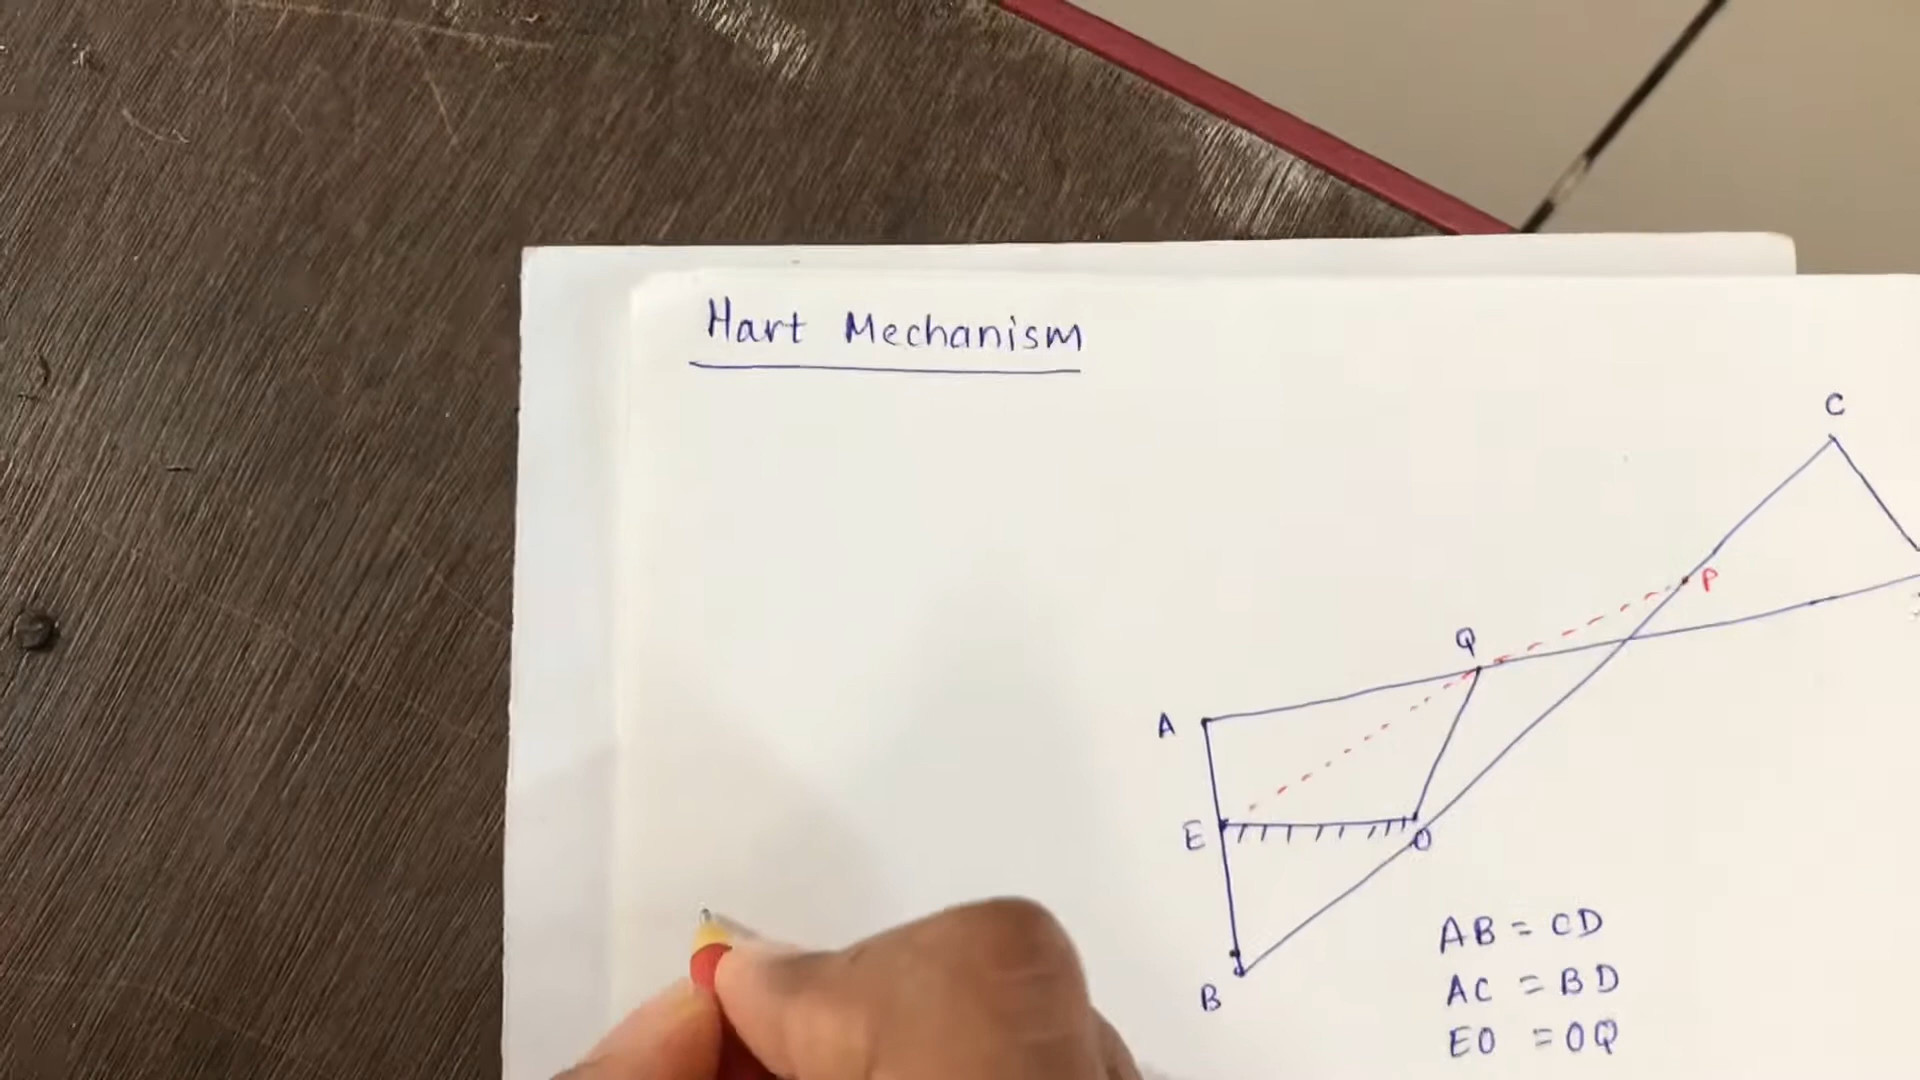 Hart Mechanism
C
P
Q
A
E
O
B
AB = CD
AC = BD
EO = OQ